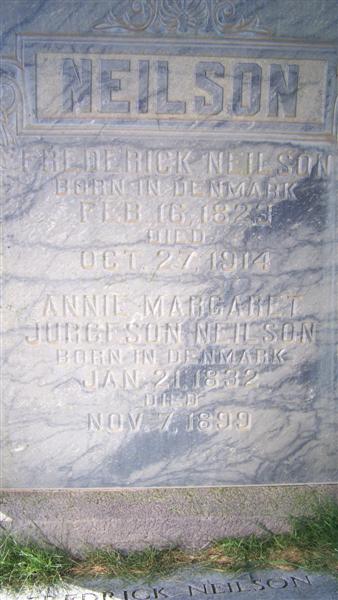 NEILSON
FREDERICK NEILSON
BORN IN DENMARK
FEB. 16, 1823
DIED
OCT. 27, 1914
ANNIE MARGARET
JURGESON NEILSON
BORN IN DENMARK
JAN. 21, 1832
DIED
NOV. 7, 1899
FREDRICK NEILSON